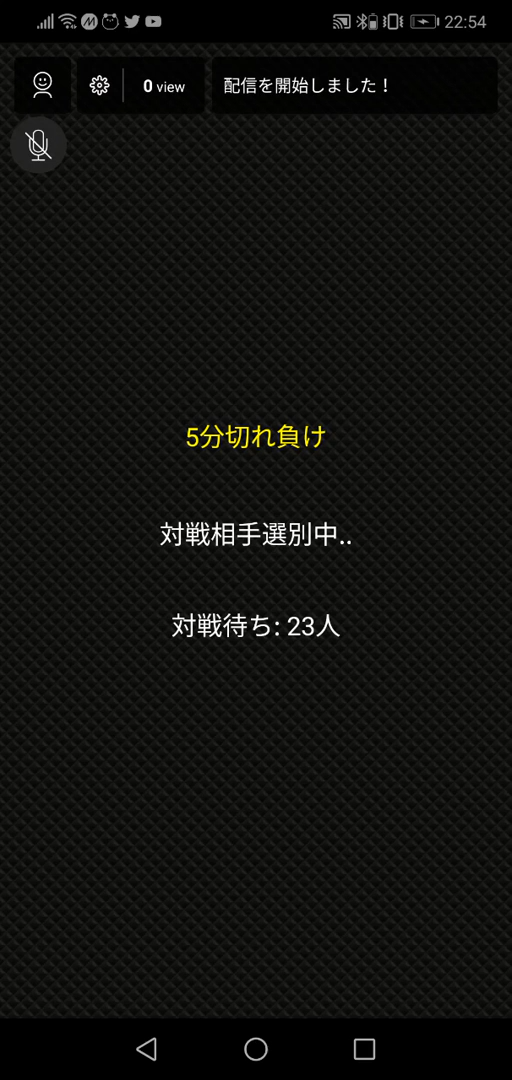 22:54
0 view
配信を開始しました！
5分切れ負け
対戦相手選別中..
対戦待ち: 23人